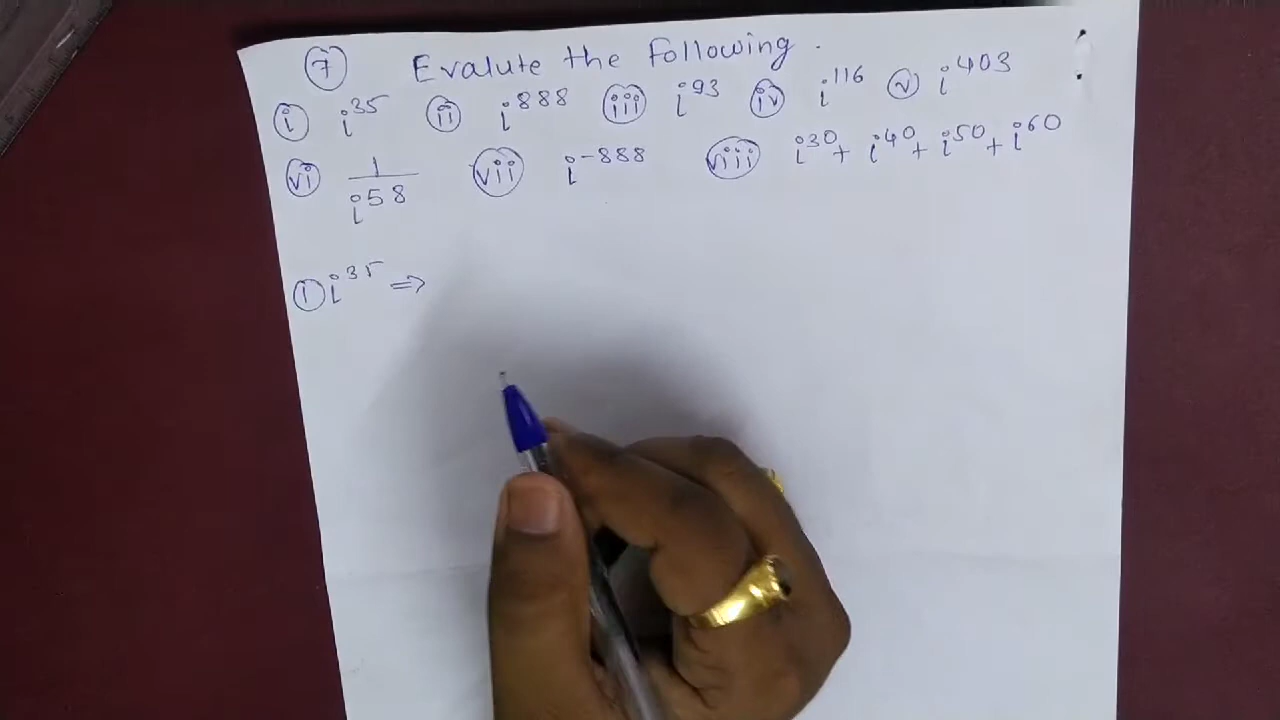 7 Evalute the following.
i i^35 ii i^888 iii i^93 iv i^116 v i^403
vi 1/i^58 vii i^-888 viii i^30 + i^40 + i^50 + i^60
1 i^35 ⇒